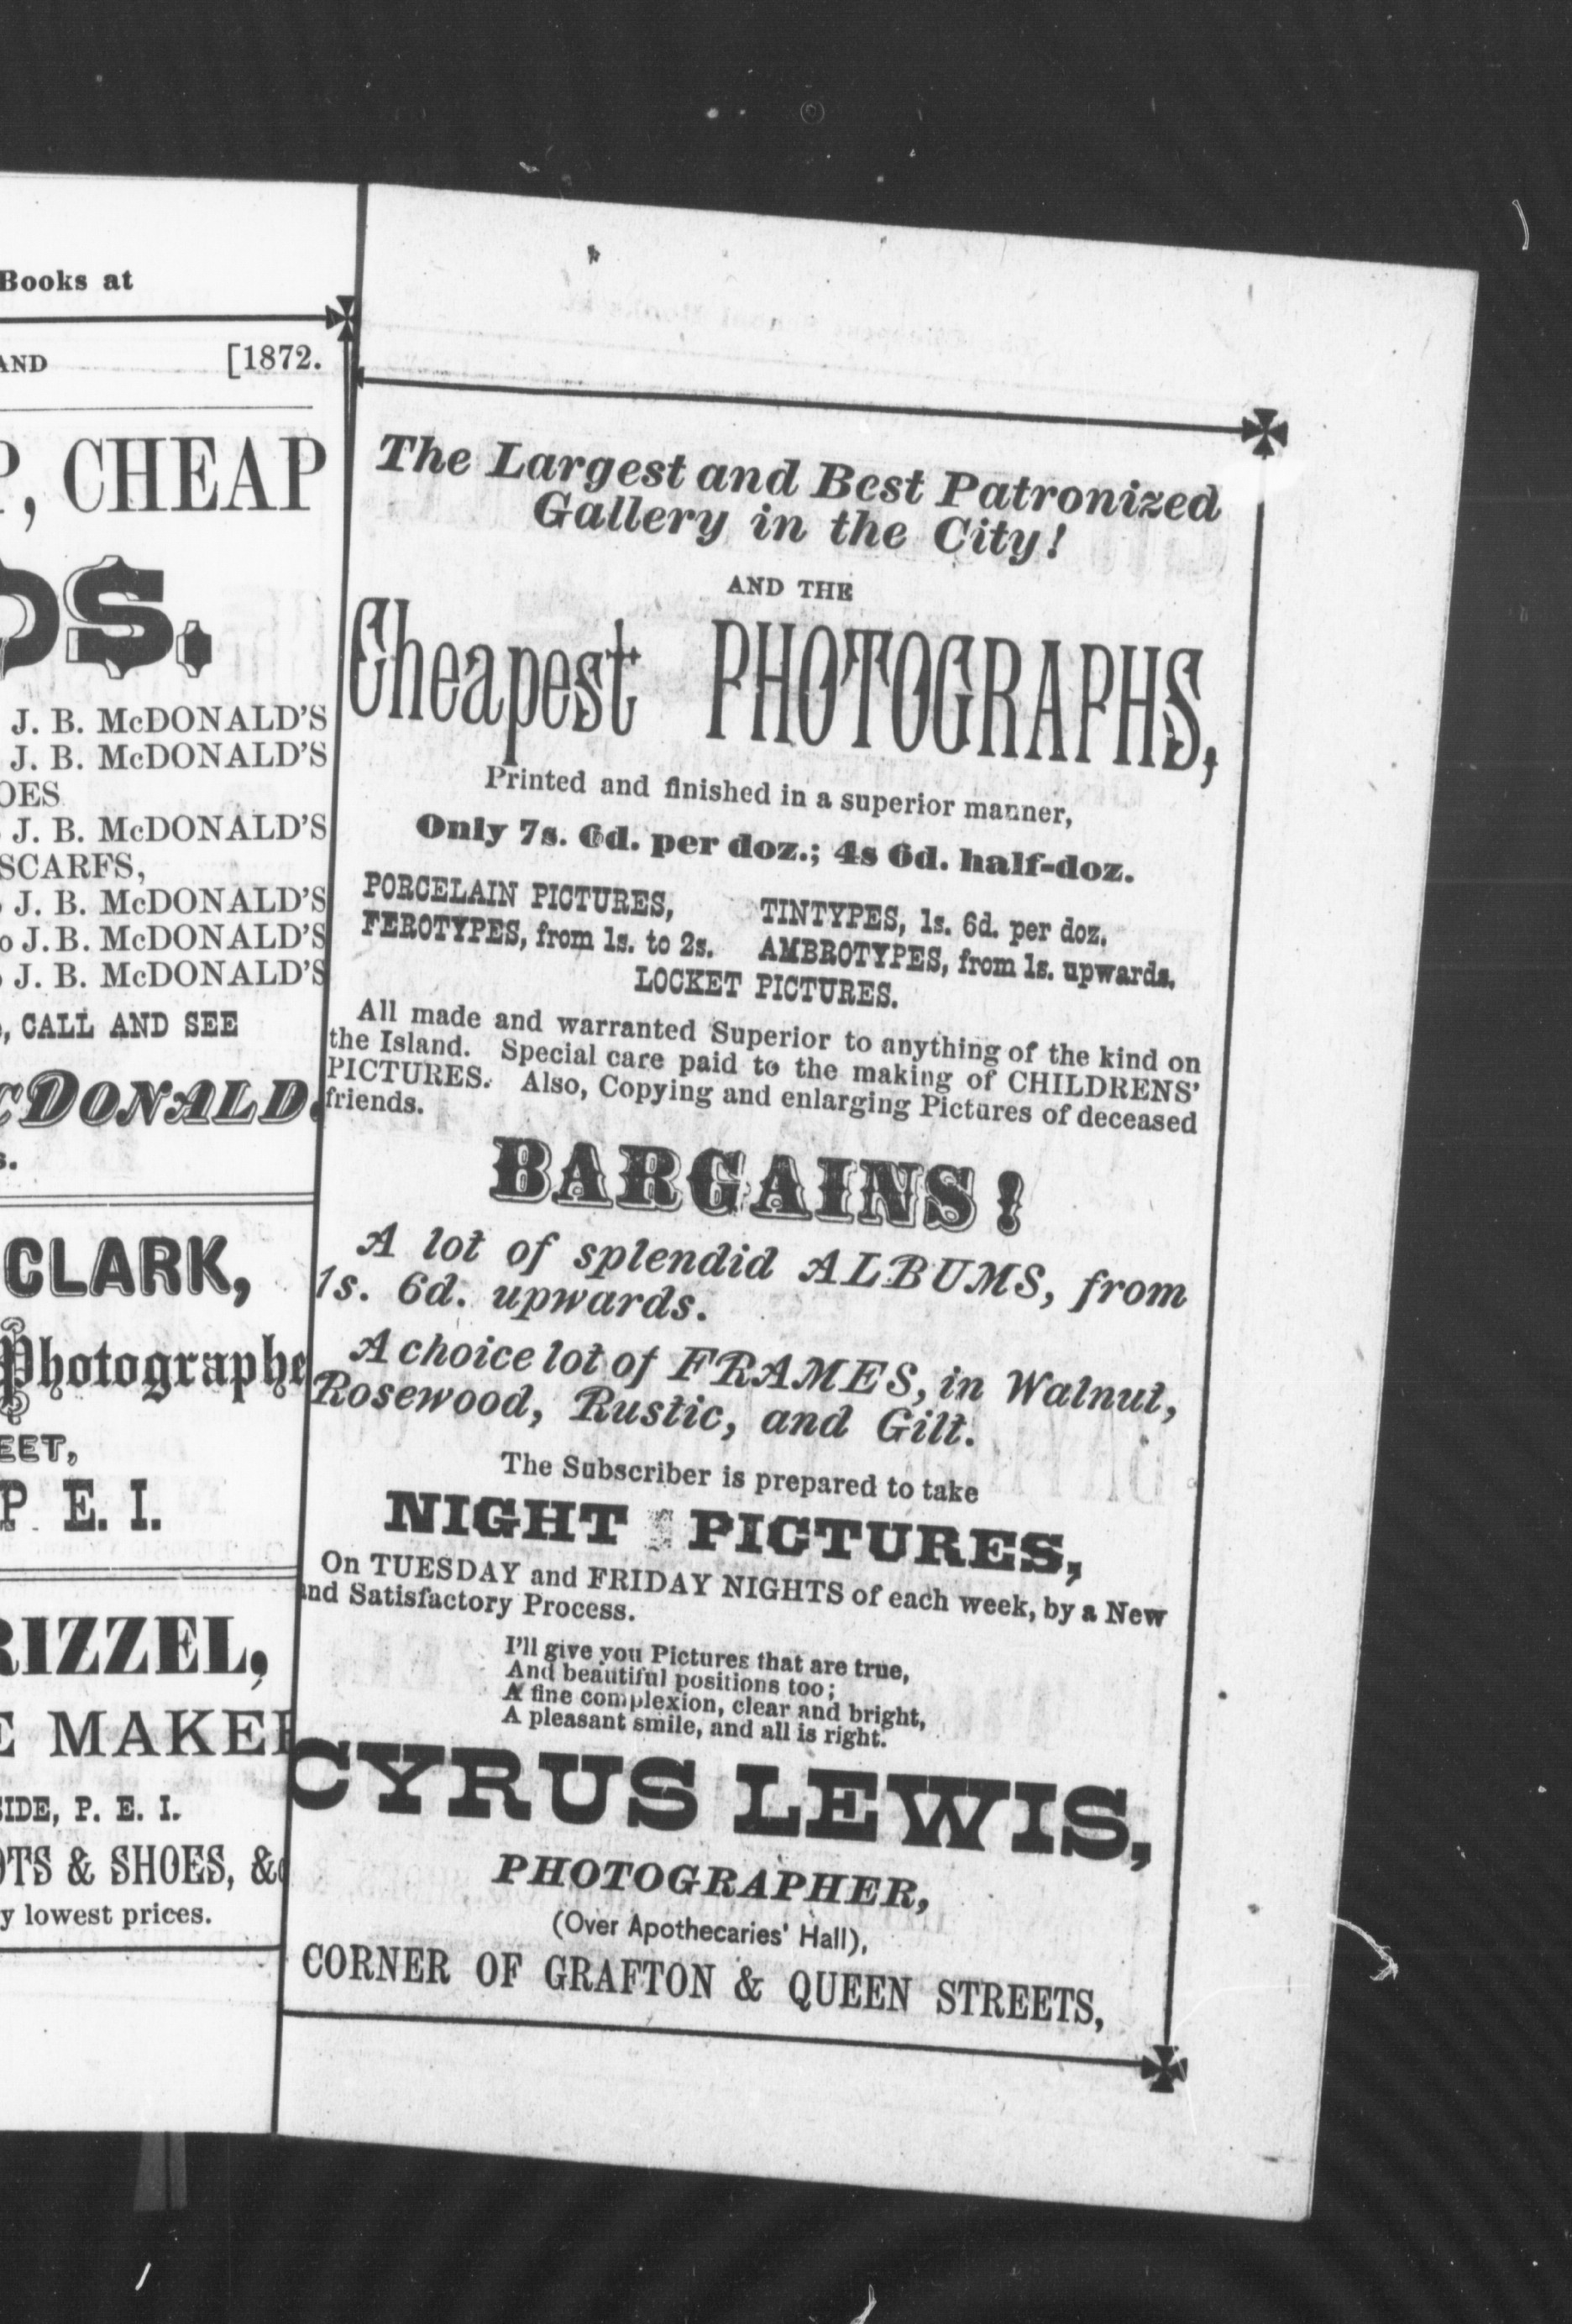 Books at
AND [1872.
P, CHEAP
DS.
J. B. McDONALD'S
J. B. McDONALD'S
OES
J. B. McDONALD'S
SCARFS,
J. B. McDONALD'S
o J. B. McDONALD'S
J. B. McDONALD'S
, CALL AND SEE
cDONALD.
s.
CLARK,
Photographe
EET,
P. E. I.
RIZZEL,
E MAKER
SIDE, P. E. I.
OTS & SHOES, &c
y lowest prices.
The Largest and Best Patronized
Gallery in the City!
AND THE
Cheapest PHOTOGRAPHS,
Printed and finished in a superior manner,
Only 7s. 6d. per doz.; 4s 6d. half-doz.
PORCELAIN PICTURES, TINTYPES, 1s. 6d. per doz.
FEROTYPES, from 1s. to 2s. AMBROTYPES, from 1s. upwards.
LOCKET PICTURES.
All made and warranted Superior to anything of the kind on
the Island. Special care paid to the making of CHILDRENS'
PICTURES. Also, Copying and enlarging Pictures of deceased
friends.
BARGAINS!
A lot of splendid ALBUMS, from
1s. 6d. upwards.
A choice lot of FRAMES, in Walnut,
Rosewood, Rustic, and Gilt.
The Subscriber is prepared to take
NIGHT PICTURES,
On TUESDAY and FRIDAY NIGHTS of each week, by a New
and Satisfactory Process.
I'll give you Pictures that are true,
And beautiful positions too;
A fine complexion, clear and bright,
A pleasant smile, and all is right.
CYRUS LEWIS,
PHOTOGRAPHER,
(Over Apothecaries' Hall),
CORNER OF GRAFTON & QUEEN STREETS,